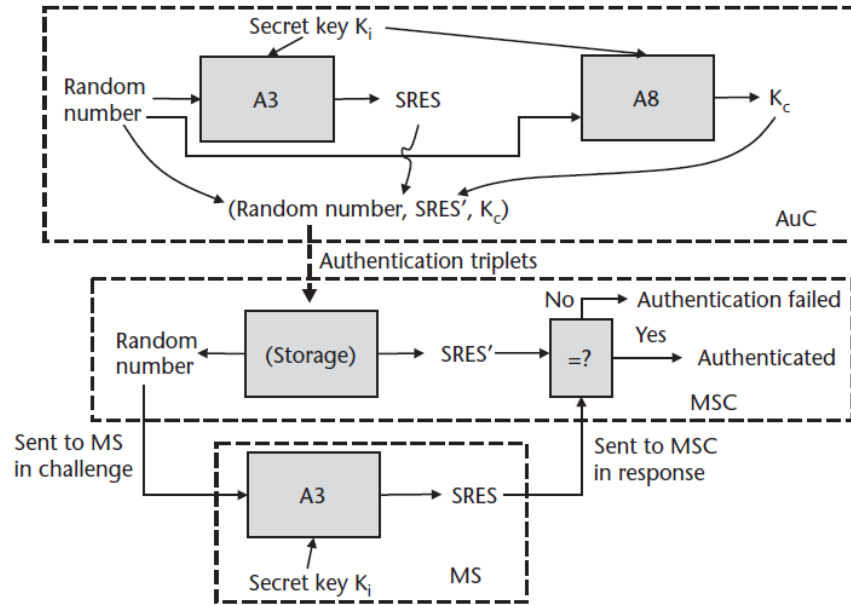 Secret key Ki
Random
number
A3
SRES
A8
Kc
(Random number, SRES’, Kc)
AuC
Authentication triplets
No
Authentication failed
Random
number
(Storage)
SRES’
=?
Yes
Authenticated
MSC
Sent to MS
in challenge
Sent to MSC
in response
A3
SRES
Secret key Ki
MS